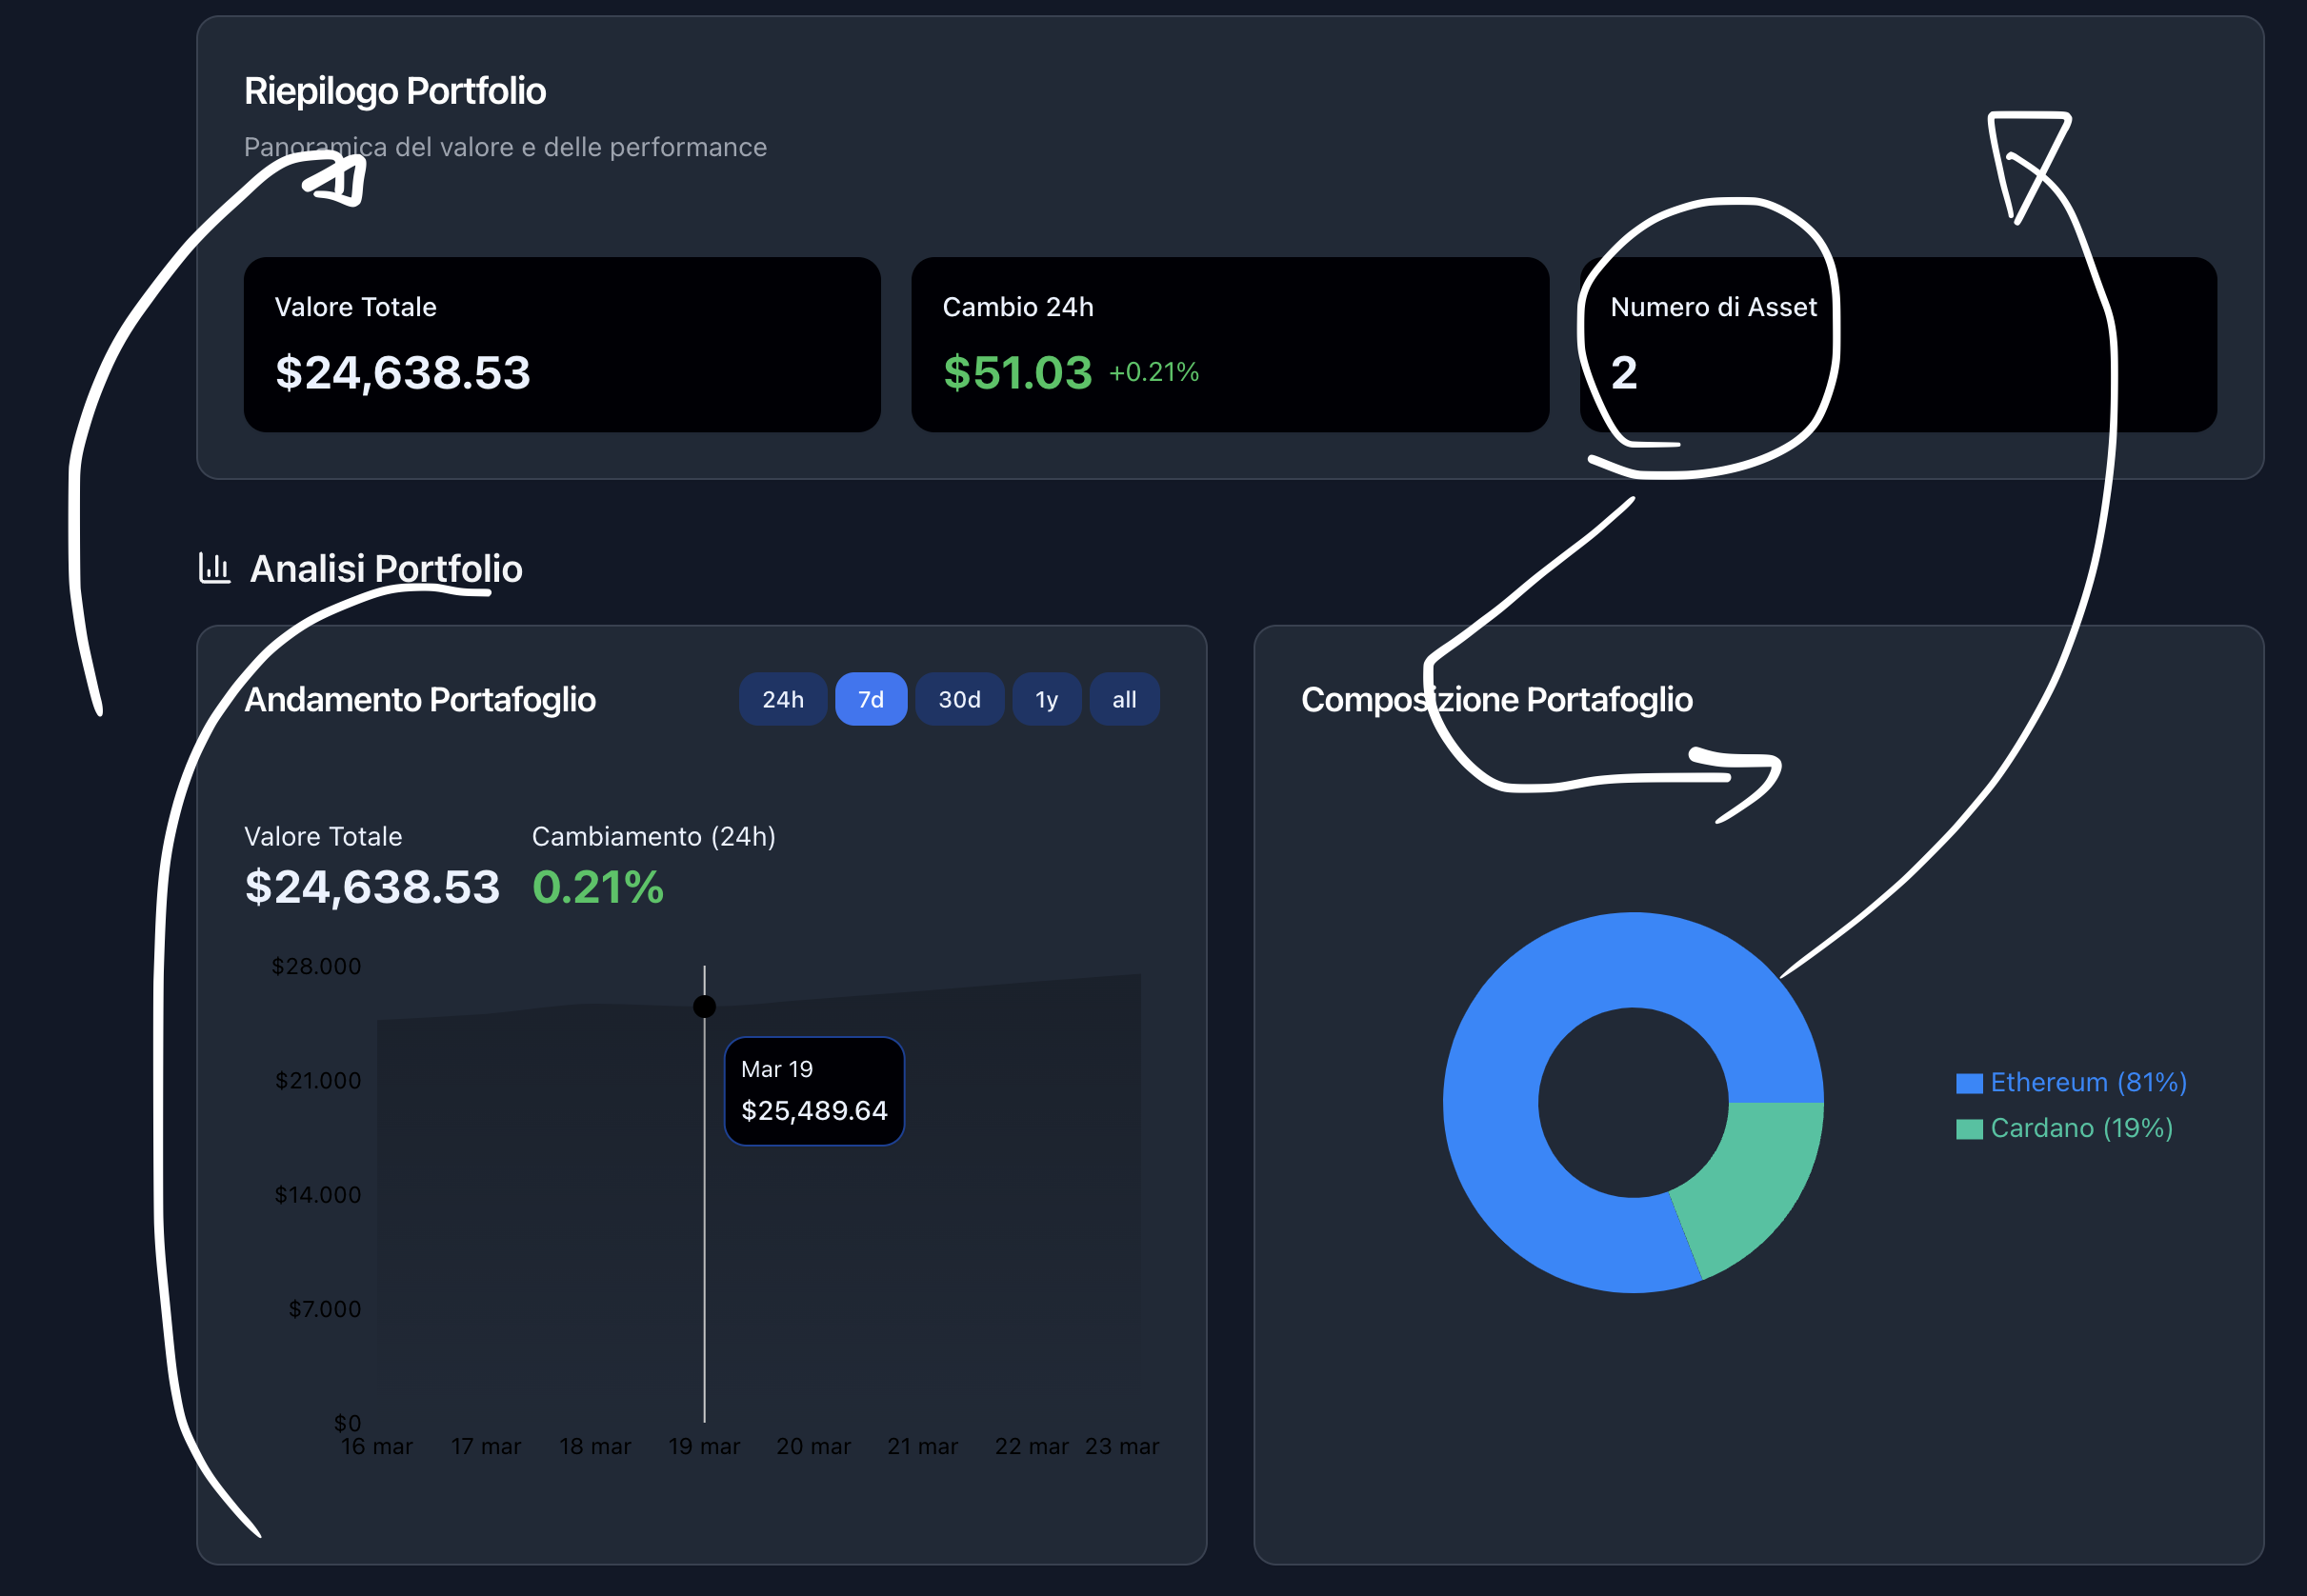 Riepilogo Portfolio
Panoramica del valore e delle performance
Valore Totale
$24,638.53
Cambio 24h
$51.03 +0.21%
Numero di Asset
2
Analisi Portfolio
Andamento Portafoglio
24h 7d 30d 1y all
Valore Totale
$24,638.53
Cambiamento (24h)
0.21%
$28.000
$21.000
$14.000
$7.000
$0
Mar 19
$25,489.64
16 mar 17 mar 18 mar 19 mar 20 mar 21 mar 22 mar 23 mar
Composizione Portafoglio
Ethereum (81%)
Cardano (19%)